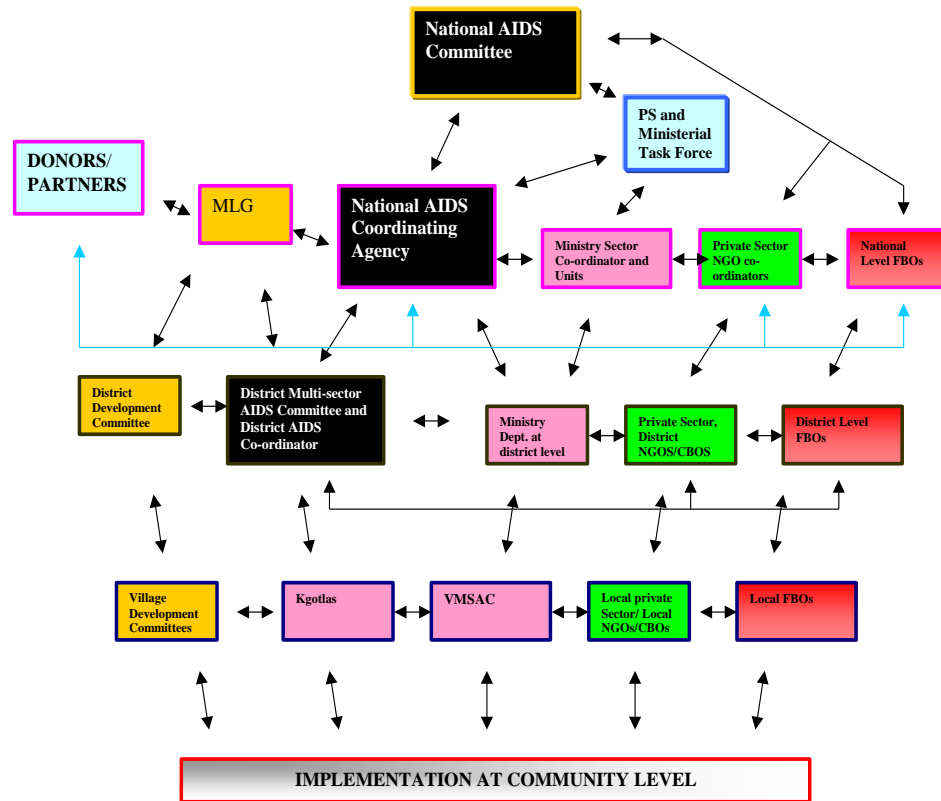 National AIDS
Committee
PS and
Ministerial
Task Force
DONORS/
PARTNERS
MLG
National AIDS
Coordinating
Agency
Ministry Sector
Co-ordinator and
Units
Private Sector
NGO co-
ordinators
National
Level FBOs
District
Development
Committee
District Multi-sector
AIDS Committee and
District AIDS
Co-ordinator
Ministry
Dept. at
district level
Private Sector,
District
NGOS/CBOS
District Level
FBOs
Village
Development
Committees
Kgotlas
VMSAC
Local private
Sector/ Local
NGOs/CBOs
Local FBOs
IMPLEMENTATION AT COMMUNITY LEVEL